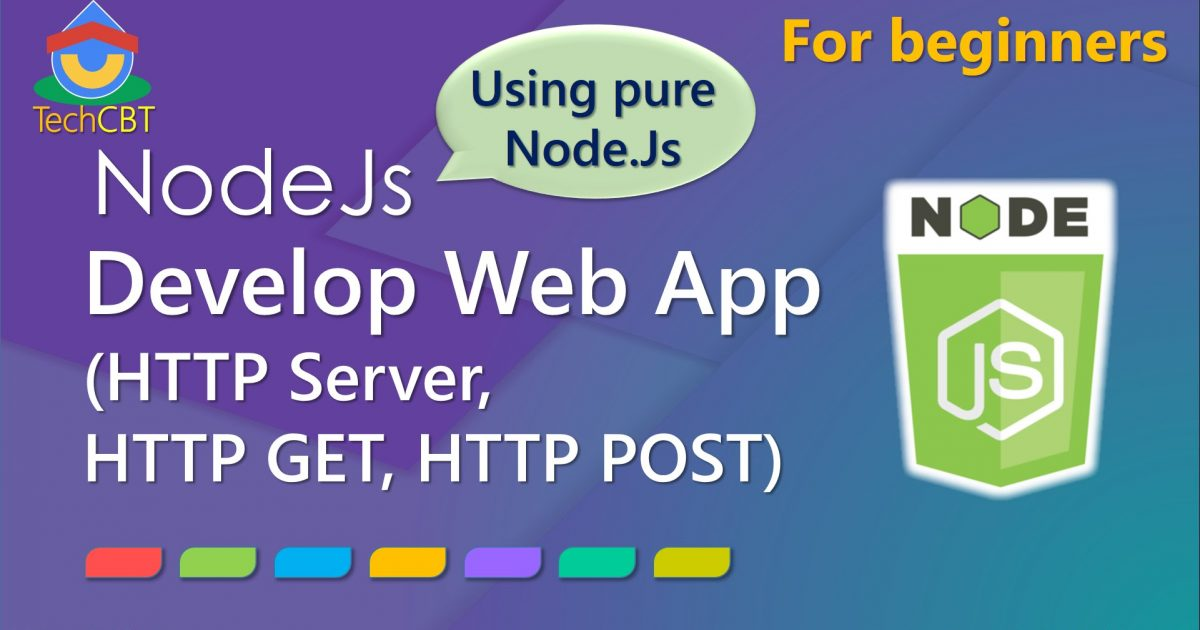 For beginners
TechCBT
Using pure
Node.Js
NodeJs
Develop Web App
(HTTP Server,
HTTP GET, HTTP POST)
NODE
JS